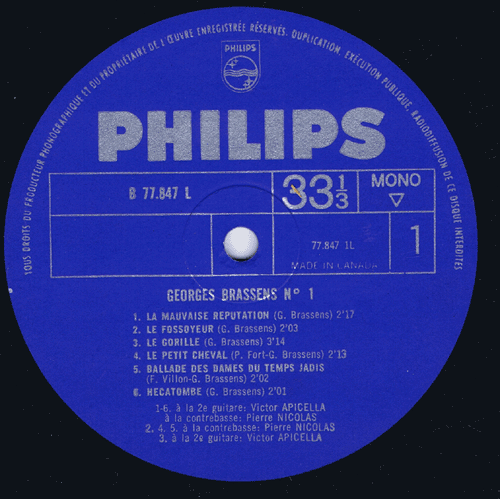 TOUS DROITS DU PRODUCTEUR PHONOGRAPHIQUE ET DU PROPRIÉTAIRE DE L'ŒUVRE ENREGISTRÉE RÉSERVÉS. DUPLICATION, EXÉCUTION PUBLIQUE, RADIODIFFUSION DE CE DISQUE INTERDITES
PHILIPS
PHILIPS
B 77.847 L
33 1/3
MONO
77.847 1L
1
MADE IN CANADA
GEORGES BRASSENS N° 1
1. LA MAUVAISE REPUTATION (G. Brassens) 2'17
2. LE FOSSOYEUR (G. Brassens) 2'03
3. LE GORILLE (G. Brassens) 3'14
4. LE PETIT CHEVAL (P. Fort-G. Brassens) 2'13
5. BALLADE DES DAMES DU TEMPS JADIS
(F. Villon-G. Brassens) 2'02
6. HECATOMBE (G. Brassens) 2'01
1-6. à la 2e guitare: Victor APICELLA
à la contrebasse: Pierre NICOLAS
2. 4. 5. à la contrebasse: Pierre NICOLAS
3. à la 2e guitare: Victor APICELLA